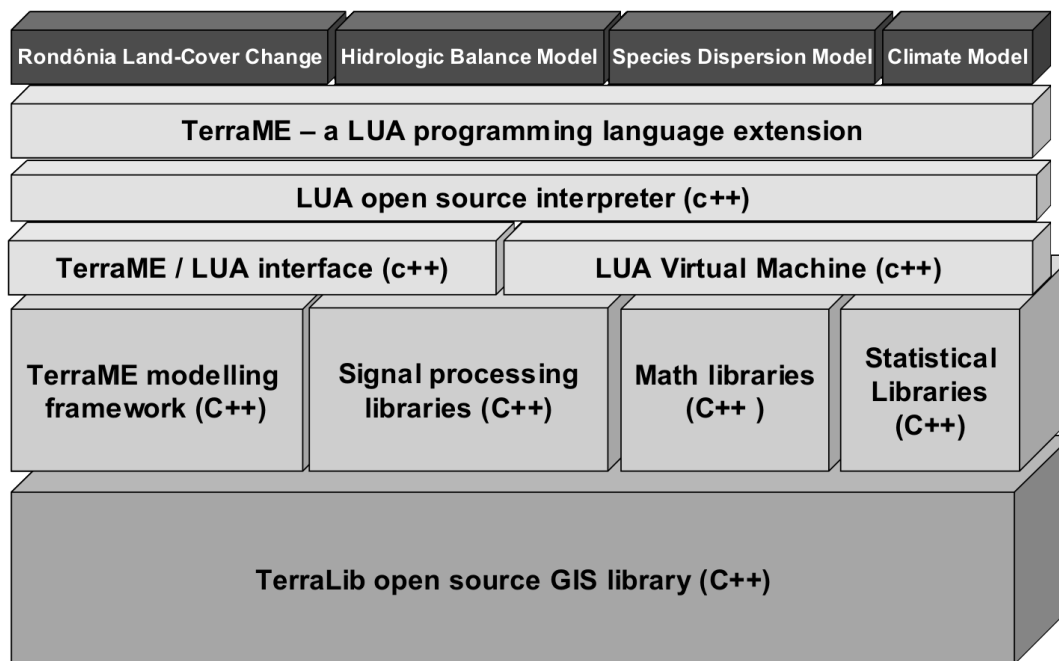 Rondônia Land-Cover Change
Hidrologic Balance Model
Species Dispersion Model
Climate Model
TerraME – a LUA programming language extension
LUA open source interpreter (c++)
TerraME / LUA interface (c++)
LUA Virtual Machine (c++)
TerraME modelling
framework (C++)
Signal processing
libraries (C++)
Math libraries
(C++ )
Statistical
Libraries
(C++)
TerraLib open source GIS library (C++)